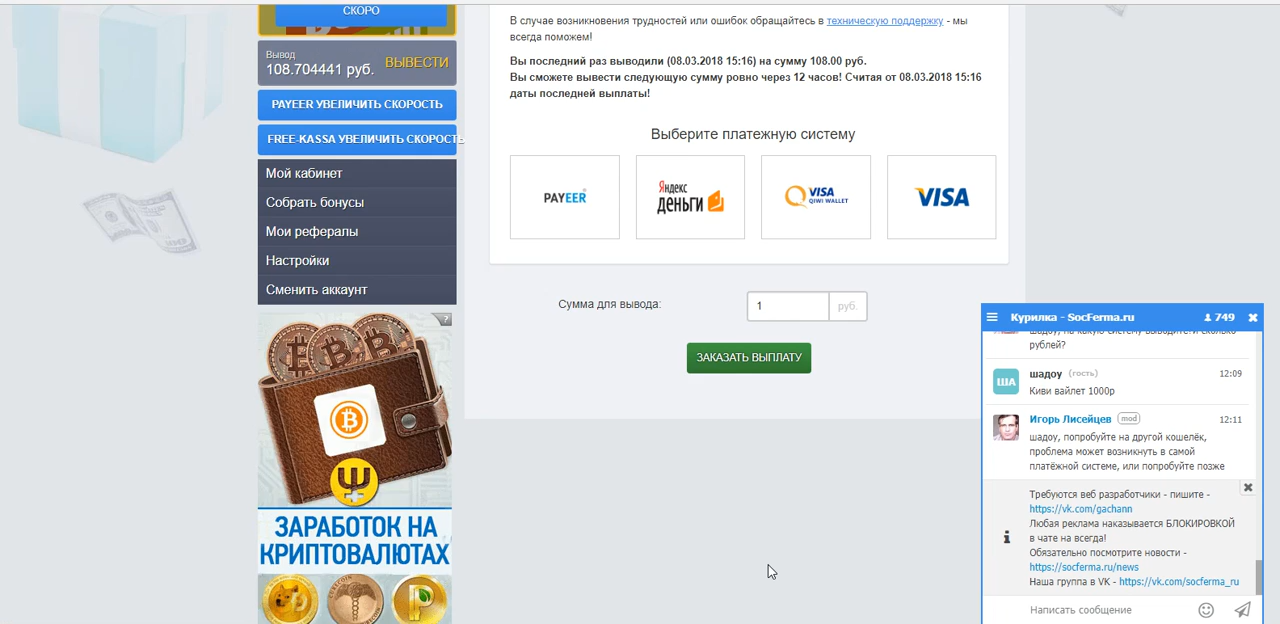 СКОРО
Вывод
108.704441 руб.
ВЫВЕСТИ
PAYEER УВЕЛИЧИТЬ СКОРОСТЬ
FREE-KASSA УВЕЛИЧИТЬ СКОРОСТЬ
Мой кабинет
Собрать бонусы
Мои рефералы
Настройки
Сменить аккаунт
?
ЗАРАБОТОК НА
КРИПТОВАЛЮТАХ
В случае возникновения трудностей или ошибок обращайтесь в техническую поддержку - мы
всегда поможем!
Вы последний раз выводили (08.03.2018 15:16) на сумму 108.00 руб.
Вы сможете вывести следующую сумму ровно через 12 часов! Считая от 08.03.2018 15:16
даты последней выплаты!
Выберите платежную систему
PAYEER
Яндекс
деньги
VISA
QIWI WALLET
VISA
Сумма для вывода:
1
руб.
ЗАКАЗАТЬ ВЫПЛАТУ
Курилка - SocFerma.ru
749
рублей?
ША
шадоу (гость)
12:09
Киви вайлет 1000р
Игорь Лисейцев mod
12:11
шадоу, попробуйте на другой кошелёк,
проблема может возникнуть в самой
платёжной системе, или попробуйте позже
Требуются веб разработчики - пишите -
https://vk.com/gachann
Любая реклама наказывается БЛОКИРОВКОЙ
в чате на всегда!
Обязательно посмотрите новости -
https://socferma.ru/news
Наша группа в VK - https://vk.com/socferma_ru
Написать сообщение